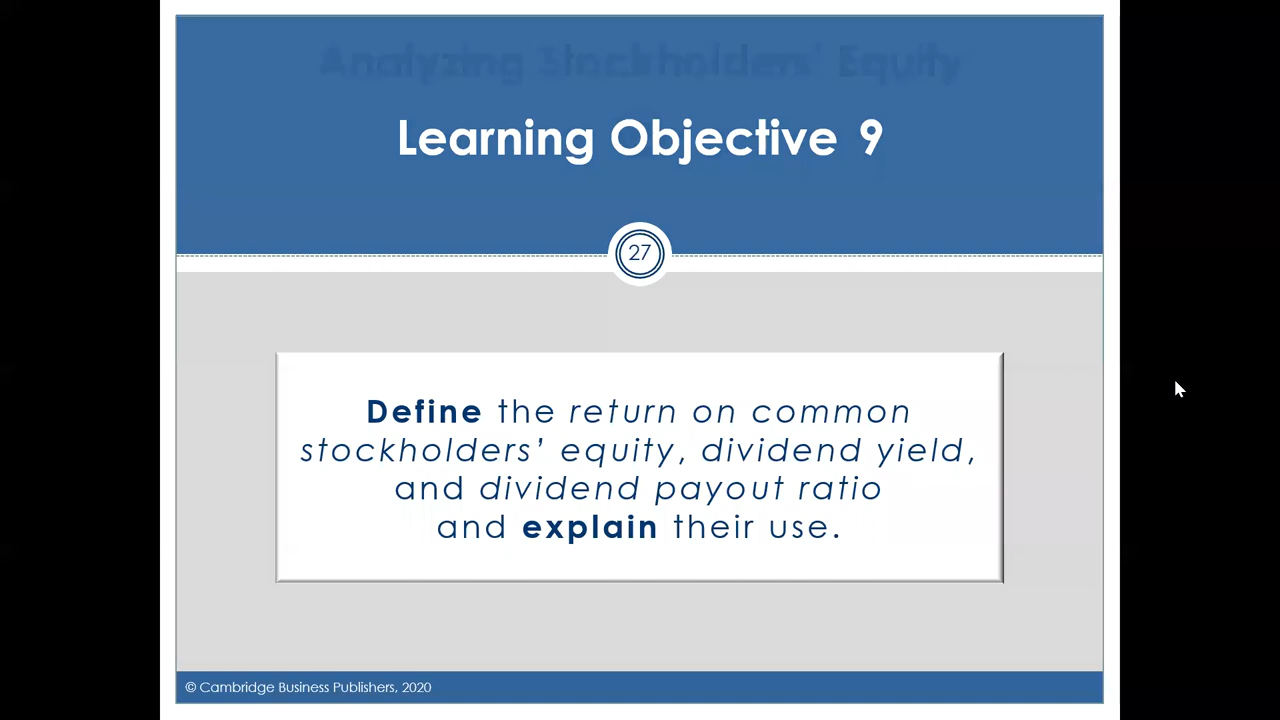 Analyzing Stockholders' Equity
Learning Objective 9
27
Define the return on common
stockholders’ equity, dividend yield,
and dividend payout ratio
and explain their use.
© Cambridge Business Publishers, 2020